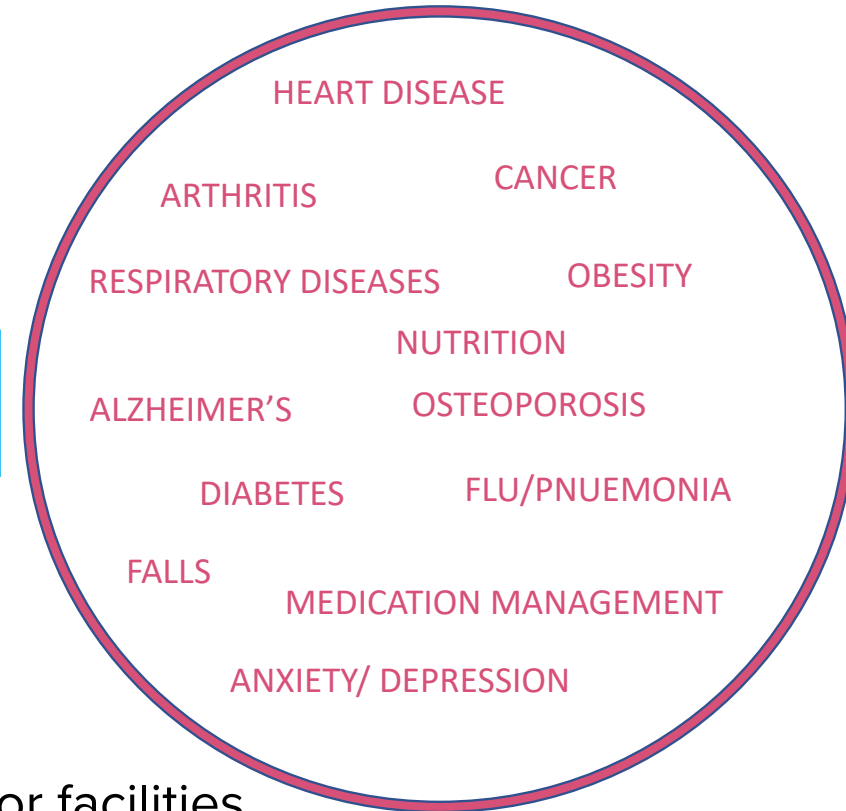 HEART DISEASE
ARTHRITIS
CANCER
RESPIRATORY DISEASES
OBESITY
NUTRITION
ALZHEIMER’S
OSTEOPOROSIS
DIABETES
FLU/PNUEMONIA
FALLS
MEDICATION MANAGEMENT
ANXIETY/ DEPRESSION
or facilities